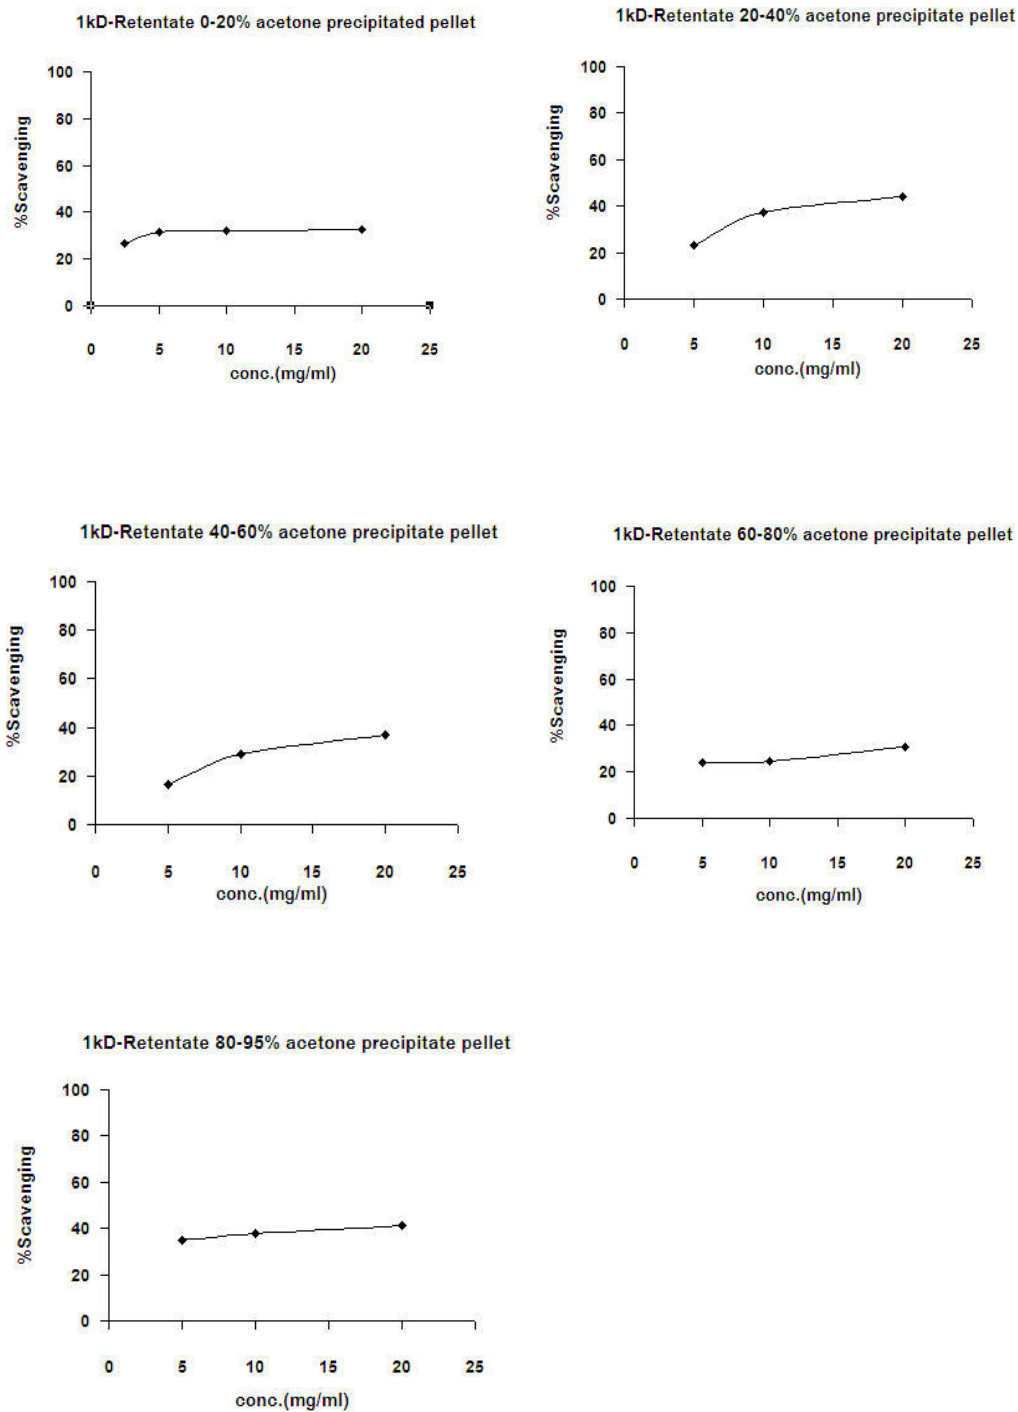 1kD-Retentate 0-20% acetone precipitated pellet
%Scavenging
100
80
60
40
20
0
0 5 10 15 20 25
conc.(mg/ml)
1kD-Retentate 20-40% acetone precipitate pellet
%Scavenging
100
80
60
40
20
0
0 5 10 15 20 25
conc.(mg/ml)
1kD-Retentate 40-60% acetone precipitate pellet
%Scavenging
100
80
60
40
20
0
0 5 10 15 20 25
conc.(mg/ml)
1kD-Retentate 60-80% acetone precipitate pellet
%Scavenging
100
80
60
40
20
0
0 5 10 15 20 25
conc.(mg/ml)
1kD-Retentate 80-95% acetone precipitate pellet
%Scavenging
100
80
60
40
20
0
0 5 10 15 20 25
conc.(mg/ml)